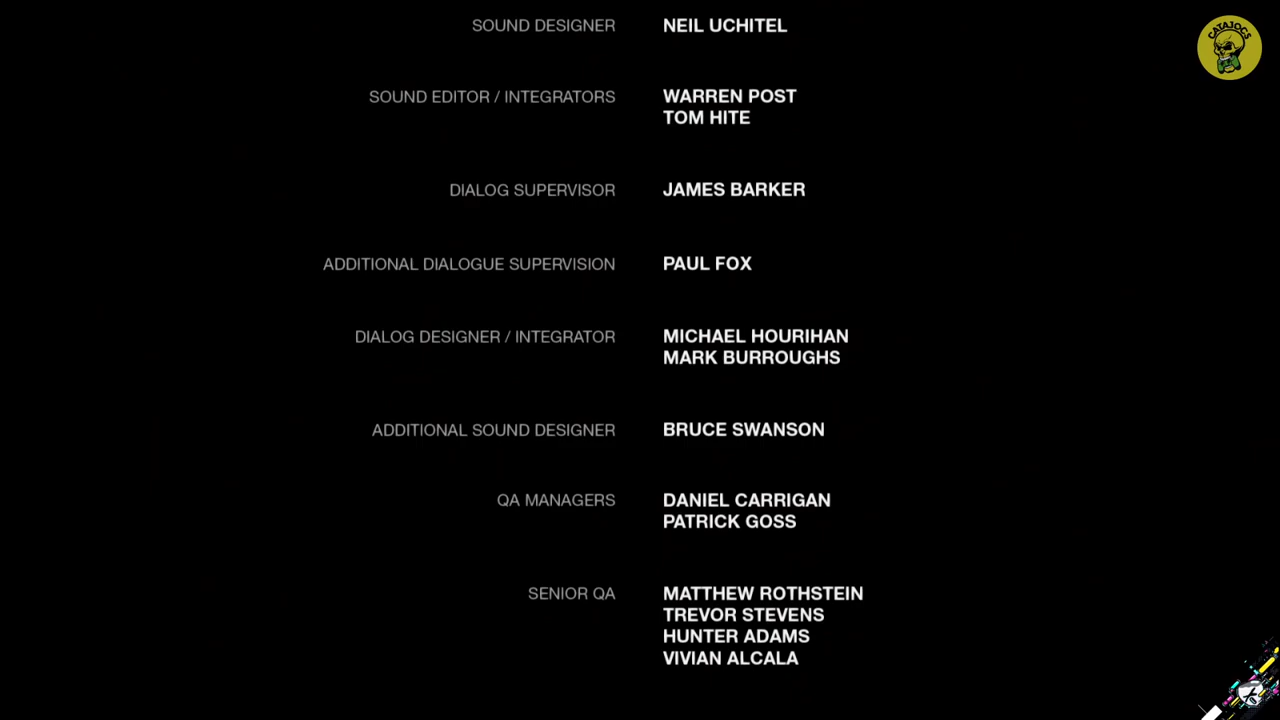 SOUND DESIGNER NEIL UCHITEL
SOUND EDITOR / INTEGRATORS WARREN POST
TOM HITE
DIALOG SUPERVISOR JAMES BARKER
ADDITIONAL DIALOGUE SUPERVISION PAUL FOX
DIALOG DESIGNER / INTEGRATOR MICHAEL HOURIHAN
MARK BURROUGHS
ADDITIONAL SOUND DESIGNER BRUCE SWANSON
QA MANAGERS DANIEL CARRIGAN
PATRICK GOSS
SENIOR QA MATTHEW ROTHSTEIN
TREVOR STEVENS
HUNTER ADAMS
VIVIAN ALCALA
CATAJOCS